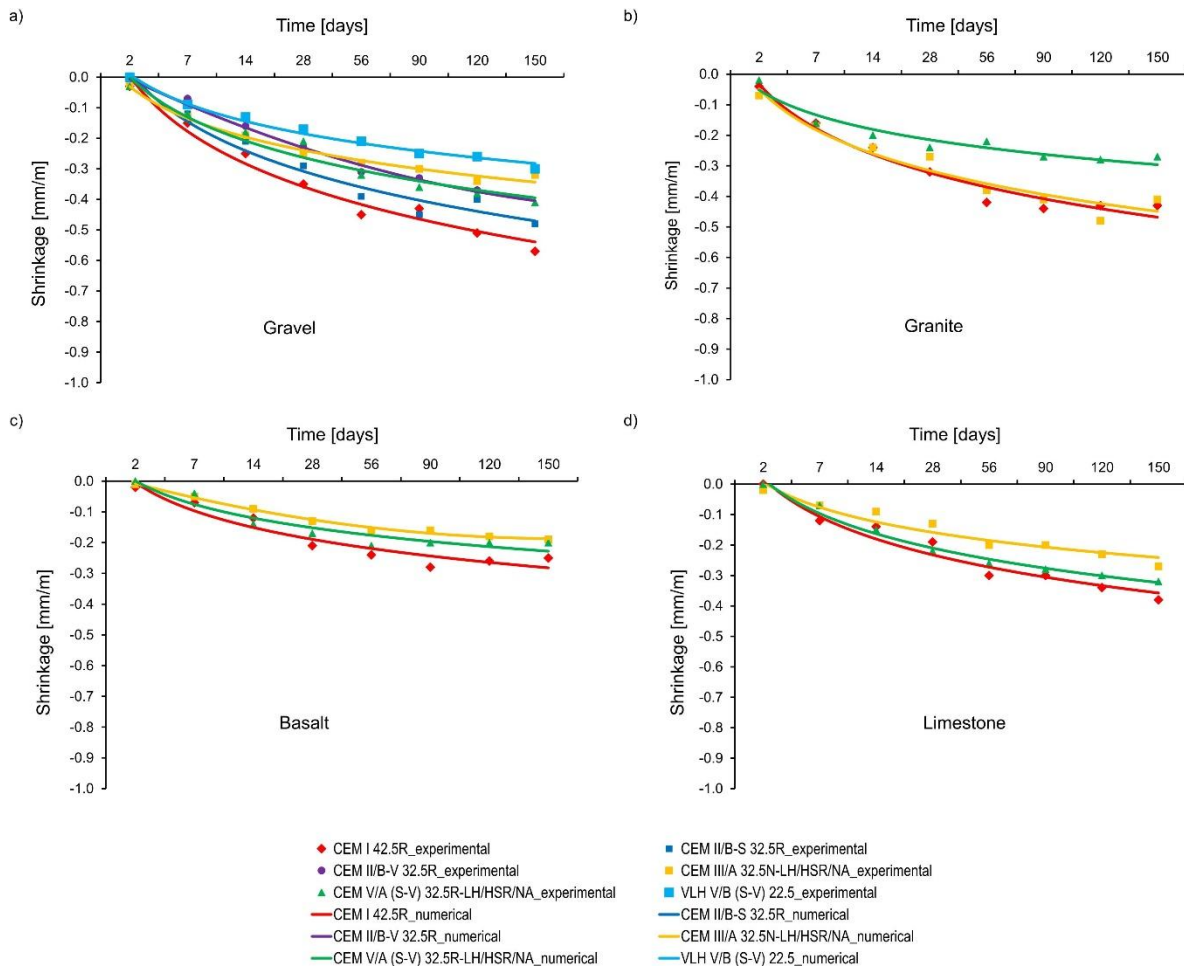 a)
Time [days]
2 7 14 28 56 90 120 150
0.0
-0.1
-0.2
-0.3
-0.4
-0.5
-0.6
-0.7
-0.8
-0.9
-1.0
Shrinkage [mm/m]
Gravel
b)
Time [days]
2 7 14 28 56 90 120 150
0.0
-0.1
-0.2
-0.3
-0.4
-0.5
-0.6
-0.7
-0.8
-0.9
-1.0
Shrinkage [mm/m]
Granite
c)
Time [days]
2 7 14 28 56 90 120 150
0.0
-0.1
-0.2
-0.3
-0.4
-0.5
-0.6
-0.7
-0.8
-0.9
-1.0
Shrinkage [mm/m]
Basalt
d)
Time [days]
2 7 14 28 56 90 120 150
0.0
-0.1
-0.2
-0.3
-0.4
-0.5
-0.6
-0.7
-0.8
-0.9
-1.0
Shrinkage [mm/m]
Limestone
CEM I 42.5R_experimental
CEM II/B-V 32.5R_experimental
CEM V/A (S-V) 32.5R-LH/HSR/NA_experimental
CEM I 42.5R_numerical
CEM II/B-V 32.5R_numerical
CEM V/A (S-V) 32.5R-LH/HSR/NA_numerical
CEM II/B-S 32.5R_experimental
CEM III/A 32.5N-LH/HSR/NA_experimental
VLH V/B (S-V) 22.5_experimental
CEM II/B-S 32.5R_numerical
CEM III/A 32.5N-LH/HSR/NA_numerical
VLH V/B (S-V) 22.5_numerical